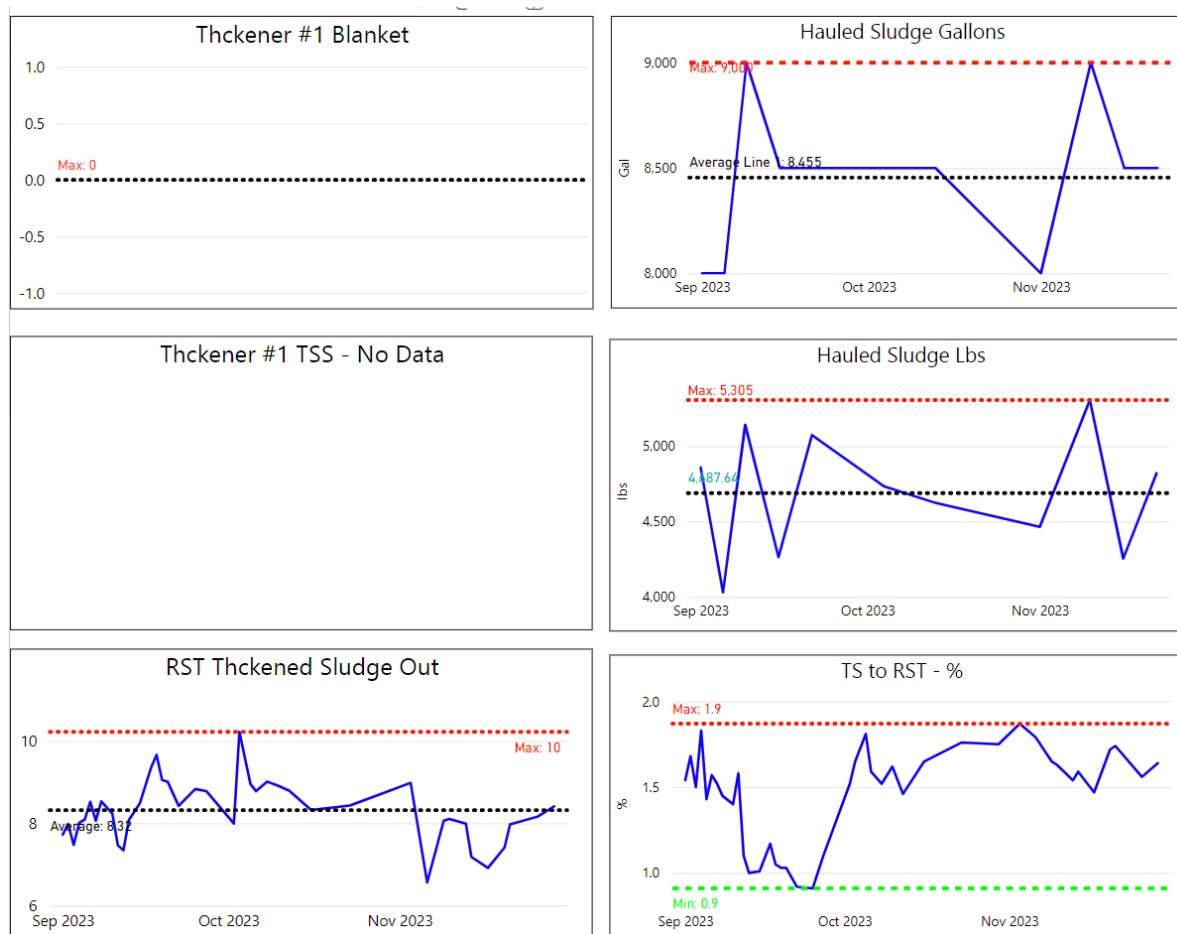 Thckener #1 Blanket
1.0
0.5
Max: 0
0.0
-0.5
-1.0
Hauled Sludge Gallons
9,000
Max: 9,000
Average Line 1: 8,455
Gal
8,500
8,000
Sep 2023
Oct 2023
Nov 2023
Thckener #1 TSS - No Data
Hauled Sludge Lbs
Max: 5,305
5,000
4,687.64
lbs
4,500
4,000
Sep 2023
Oct 2023
Nov 2023
RST Thckened Sludge Out
10
Max: 10
8
Average: 8.32
6
Sep 2023
Oct 2023
Nov 2023
TS to RST - %
2.0
Max: 1.9
1.5
%
1.0
Min: 0.9
Sep 2023
Oct 2023
Nov 2023